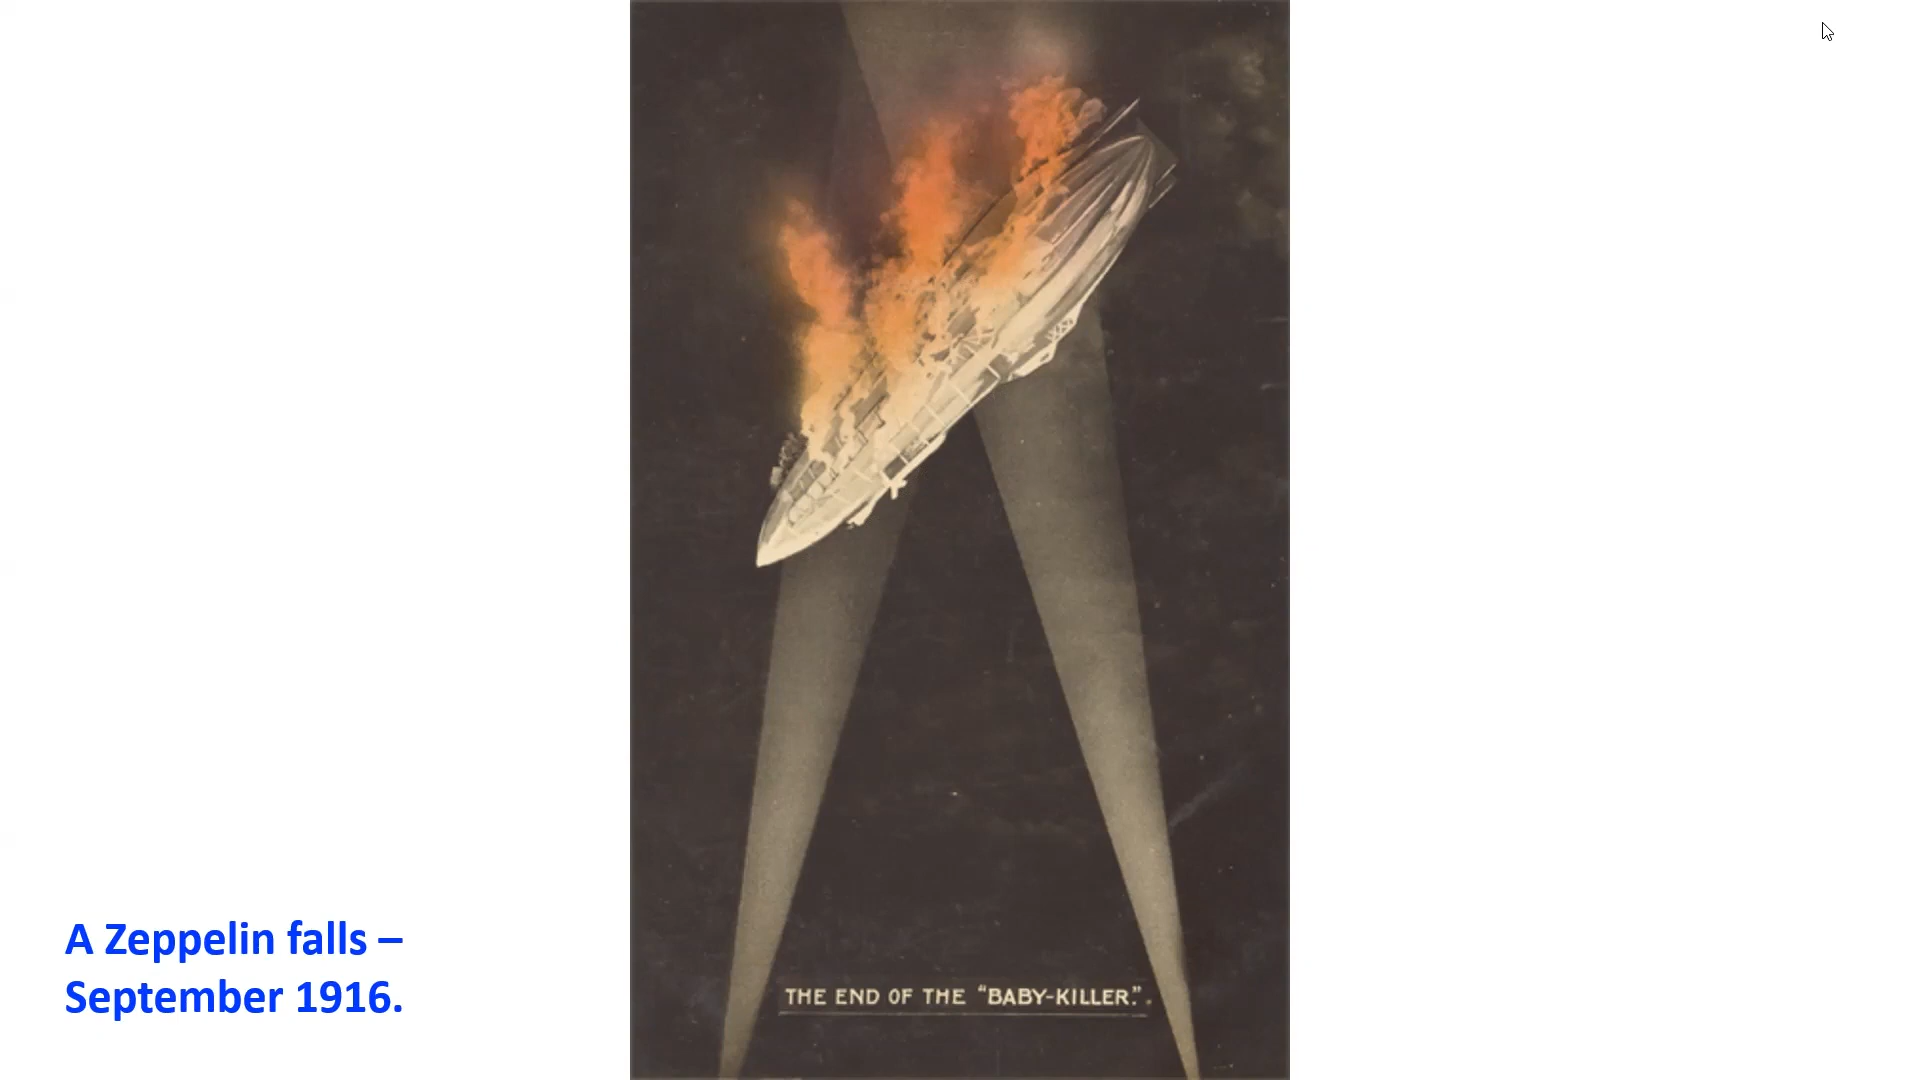 A Zeppelin falls –
September 1916.
THE END OF THE "BABY-KILLER".